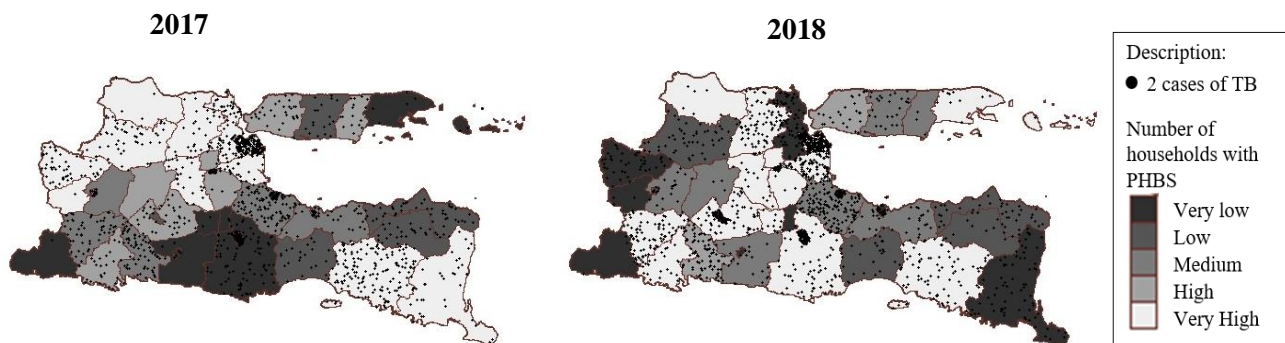 2017
2018
Description:
2 cases of TB
Number of
households with
PHBS
Very low
Low
Medium
High
Very High